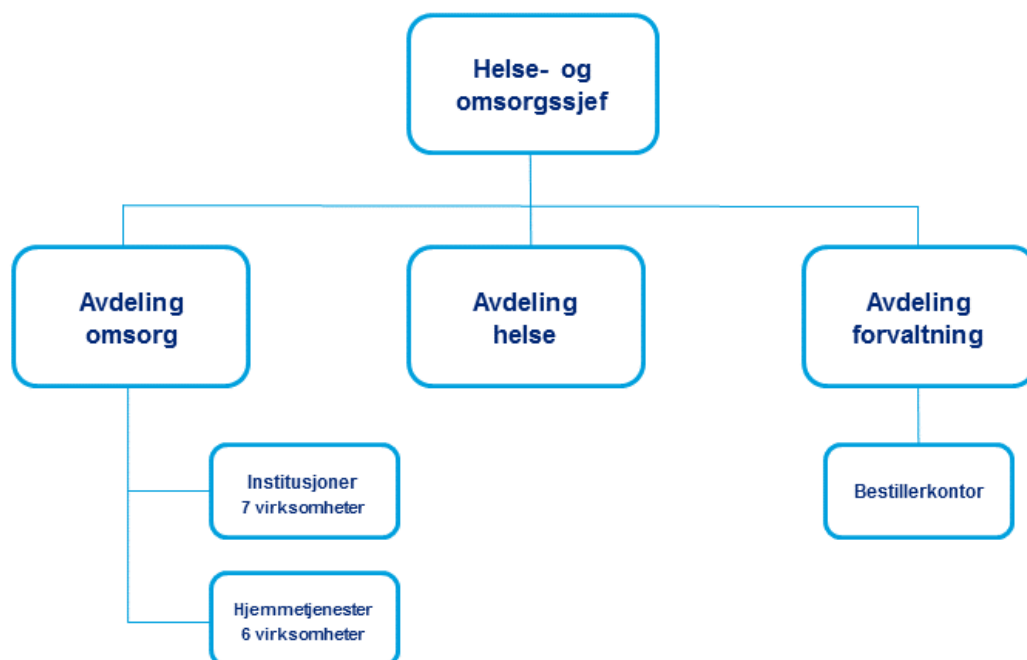 Helse- og
omsorgssjef
Avdeling
omsorg
Avdeling
helse
Avdeling
forvaltning
Institusjoner
7 virksomheter
Bestillerkontor
Hjemmetjenester
6 virksomheter